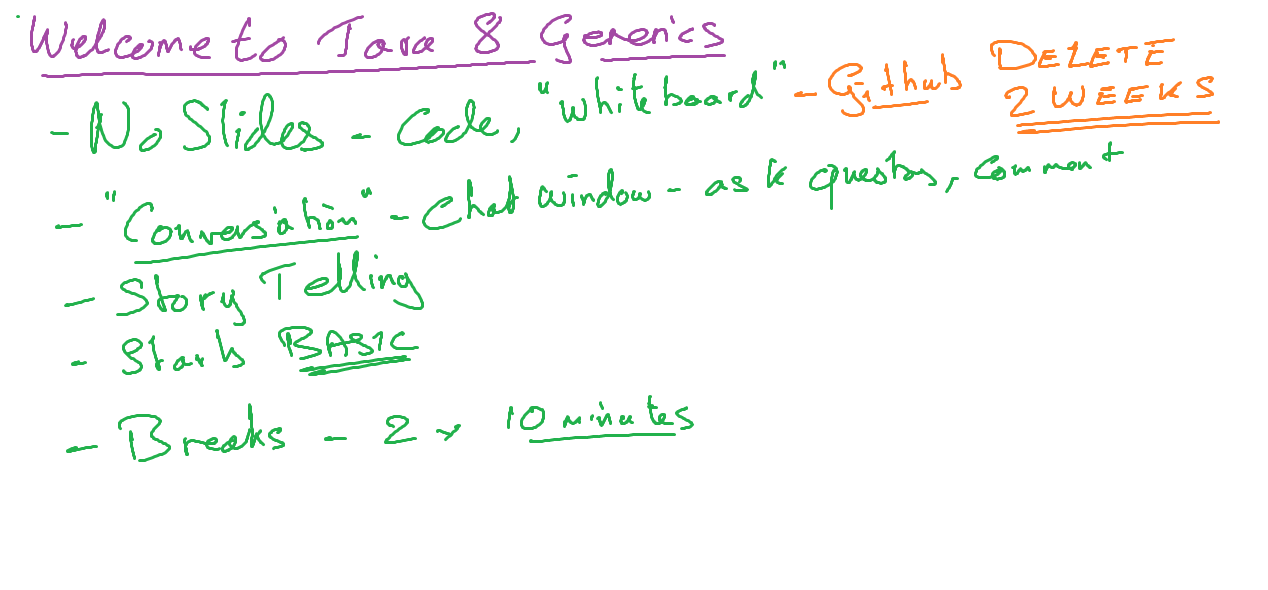 Welcome to Java 8 Generics
- No Slides - Code, "whiteboard" - Github DELETE 2 WEEKS
- "Conversation" - Chat window - ask questions, comment
- Story Telling
- Starts BASIC
- Breaks - 2 x 10 minutes